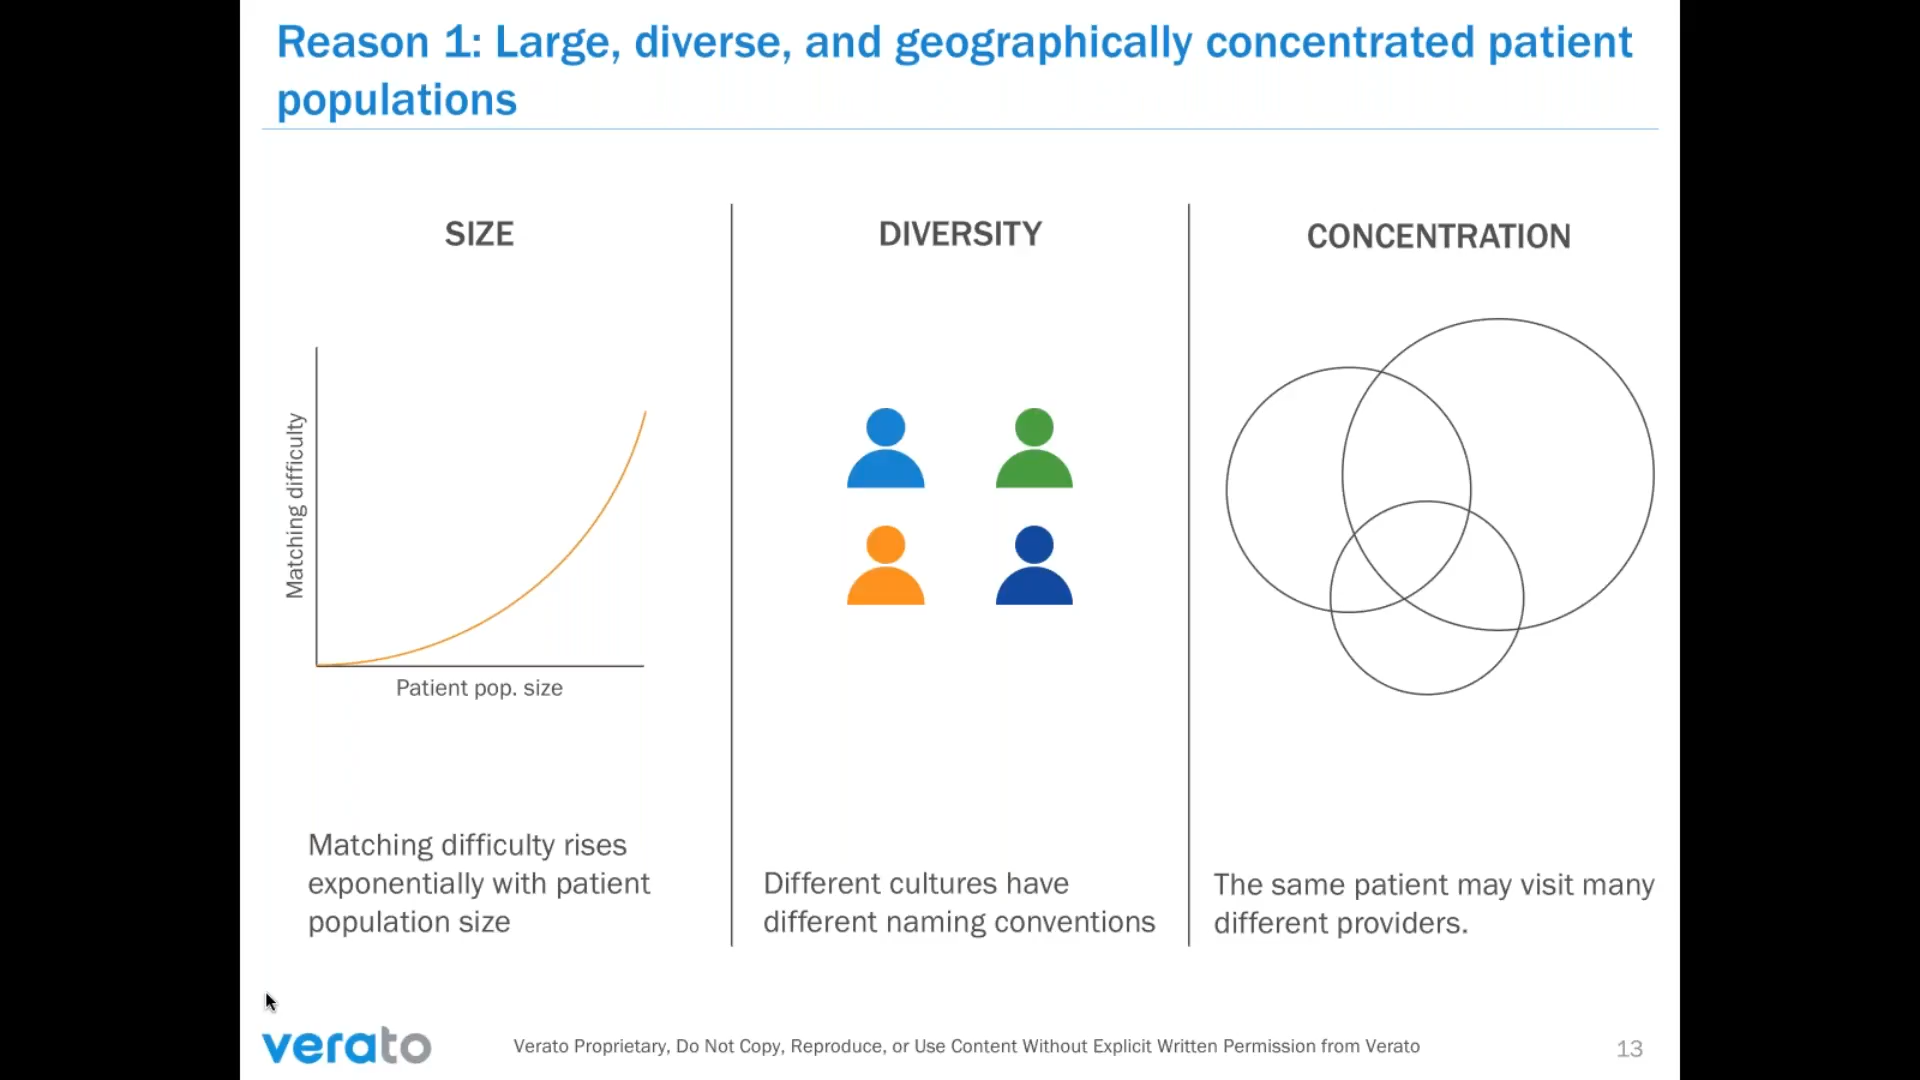 Reason 1: Large, diverse, and geographically concentrated patient
populations
SIZE
Matching difficulty
Patient pop. size
Matching difficulty rises
exponentially with patient
population size
DIVERSITY
Different cultures have
different naming conventions
CONCENTRATION
The same patient may visit many
different providers.
verato
Verato Proprietary, Do Not Copy, Reproduce, or Use Content Without Explicit Written Permission from Verato
13